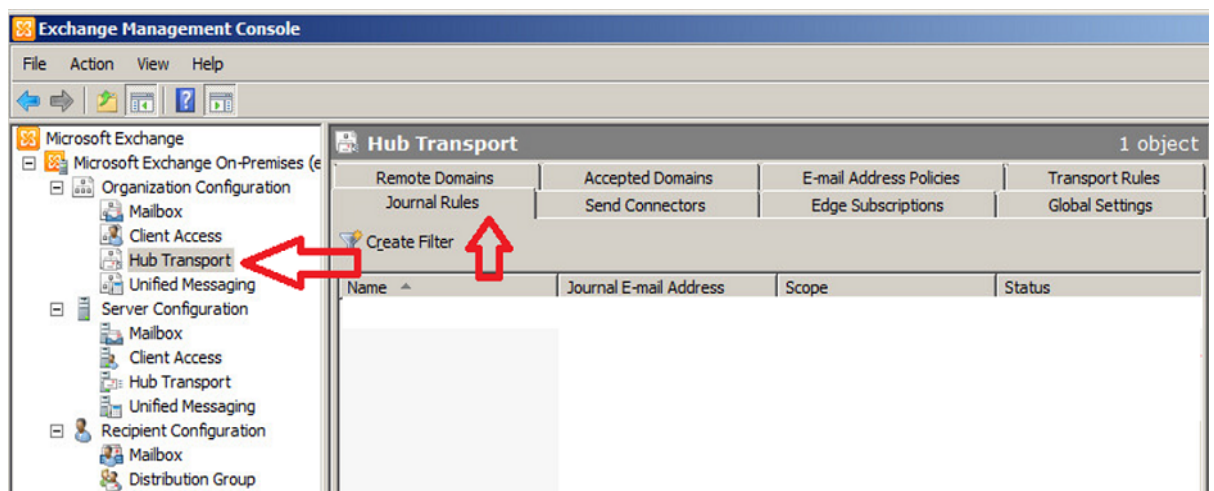 Exchange Management Console
File Action View Help
Microsoft Exchange
Microsoft Exchange On-Premises (e
Organization Configuration
Mailbox
Client Access
Hub Transport
Unified Messaging
Server Configuration
Mailbox
Client Access
Hub Transport
Unified Messaging
Recipient Configuration
Mailbox
Distribution Group
Hub Transport 1 object
Remote Domains Accepted Domains E-mail Address Policies Transport Rules
Journal Rules Send Connectors Edge Subscriptions Global Settings
Create Filter
Name Journal E-mail Address Scope Status